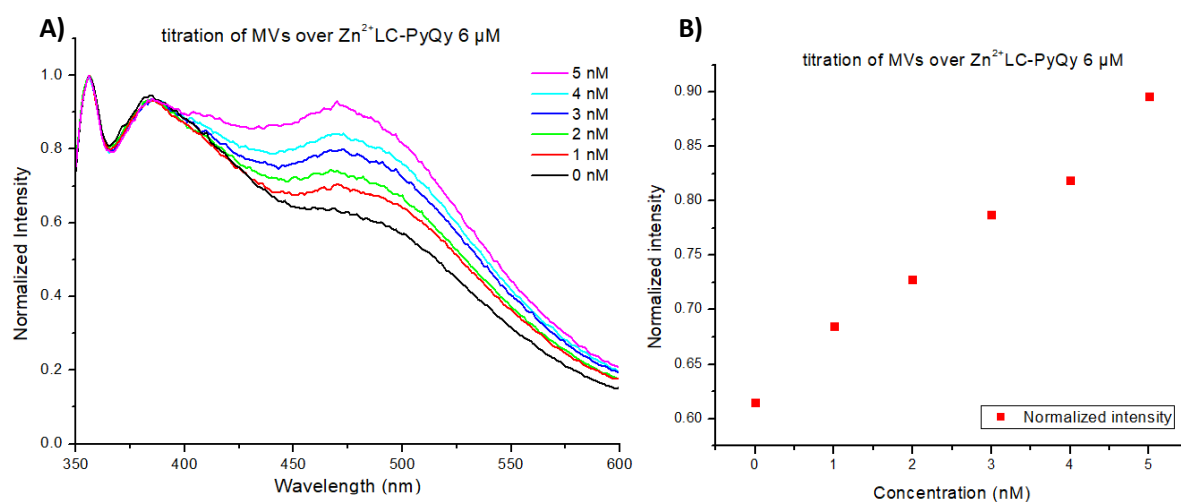 A)
titration of MVs over Zn²⁺LC-PyQy 6 µM
1.0
0.8
0.6
0.4
0.2
0.0
Normalized Intensity
5 nM
4 nM
3 nM
2 nM
1 nM
0 nM
350
400
450
500
550
600
Wavelength (nm)
B)
titration of MVs over Zn²⁺LC-PyQy 6 µM
0.90
0.85
0.80
0.75
0.70
0.65
0.60
Normalized intensity
Normalized intensity
0
1
2
3
4
5
Concentration (nM)